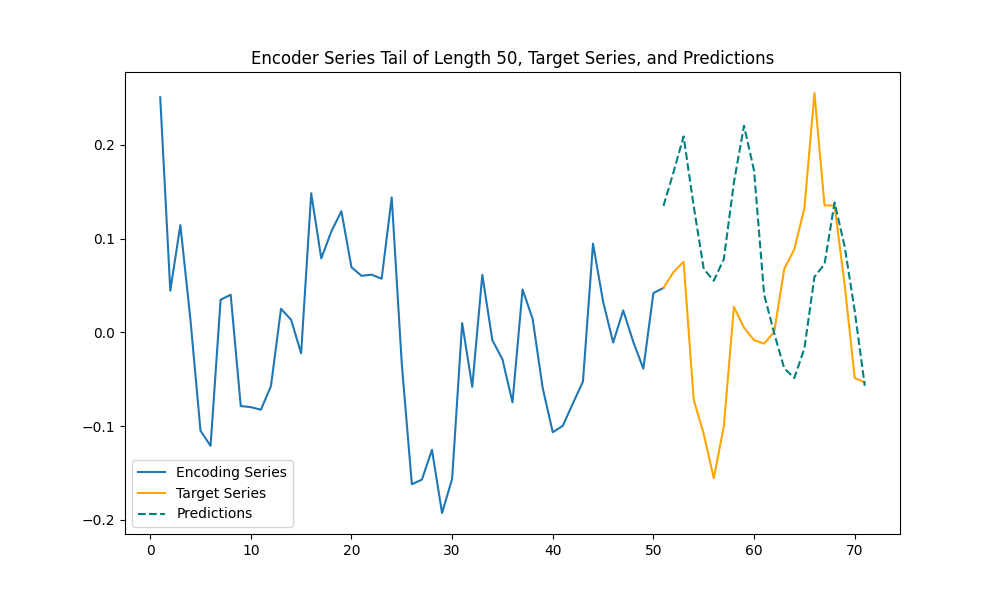 Encoder Series Tail of Length 50, Target Series, and Predictions
0.2
0.1
0.0
−0.1
−0.2
Encoding Series
Target Series
Predictions
0 10 20 30 40 50 60 70